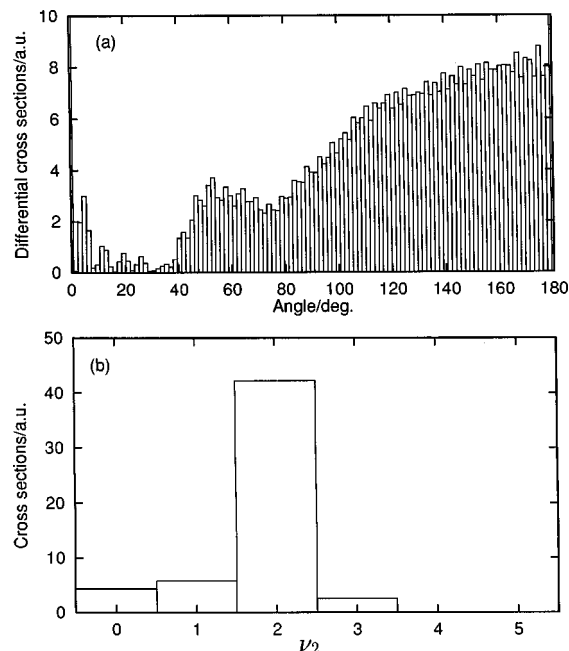 (a)
Differential cross sections/a.u.
10
8
6
4
2
0
0 20 40 60 80 100 120 140 160 180
Angle/deg.
(b)
Cross sections/a.u.
50
40
30
20
10
0
0 1 2 3 4 5
ν₂